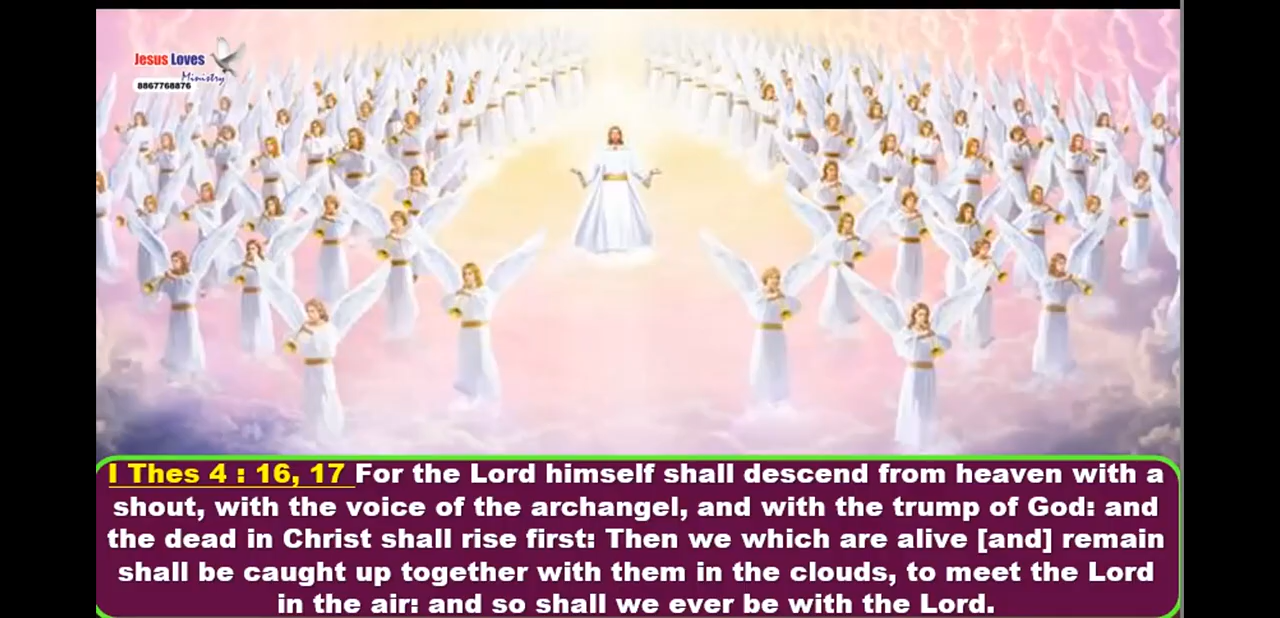 Jesus Loves
Ministry
8867768876
I Thes 4 : 16, 17 For the Lord himself shall descend from heaven with a
shout, with the voice of the archangel, and with the trump of God: and
the dead in Christ shall rise first: Then we which are alive [and] remain
shall be caught up together with them in the clouds, to meet the Lord
in the air: and so shall we ever be with the Lord.